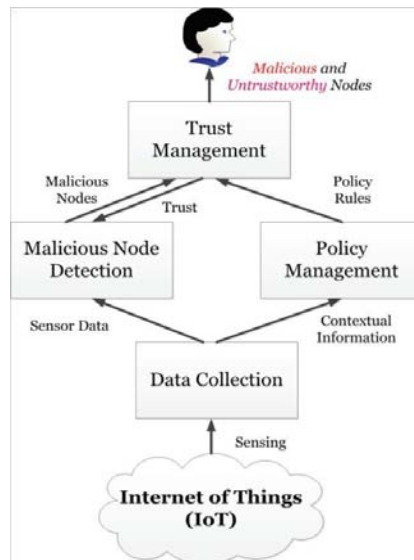 Malicious and
Untrustworthy Nodes
Trust
Management
Malicious
Nodes
Trust
Policy
Rules
Malicious Node
Detection
Policy
Management
Sensor Data
Contextual
Information
Data Collection
Sensing
Internet of Things
(IoT)